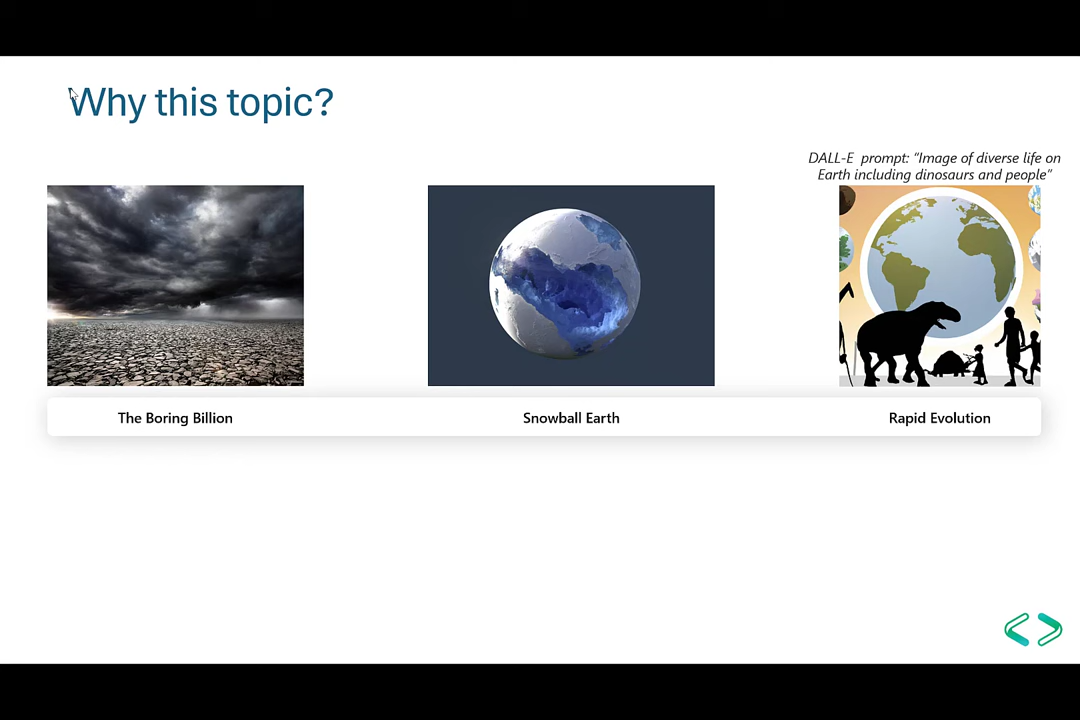 Why this topic?
DALL-E prompt: “Image of diverse life on
Earth including dinosaurs and people”
The Boring Billion
Snowball Earth
Rapid Evolution